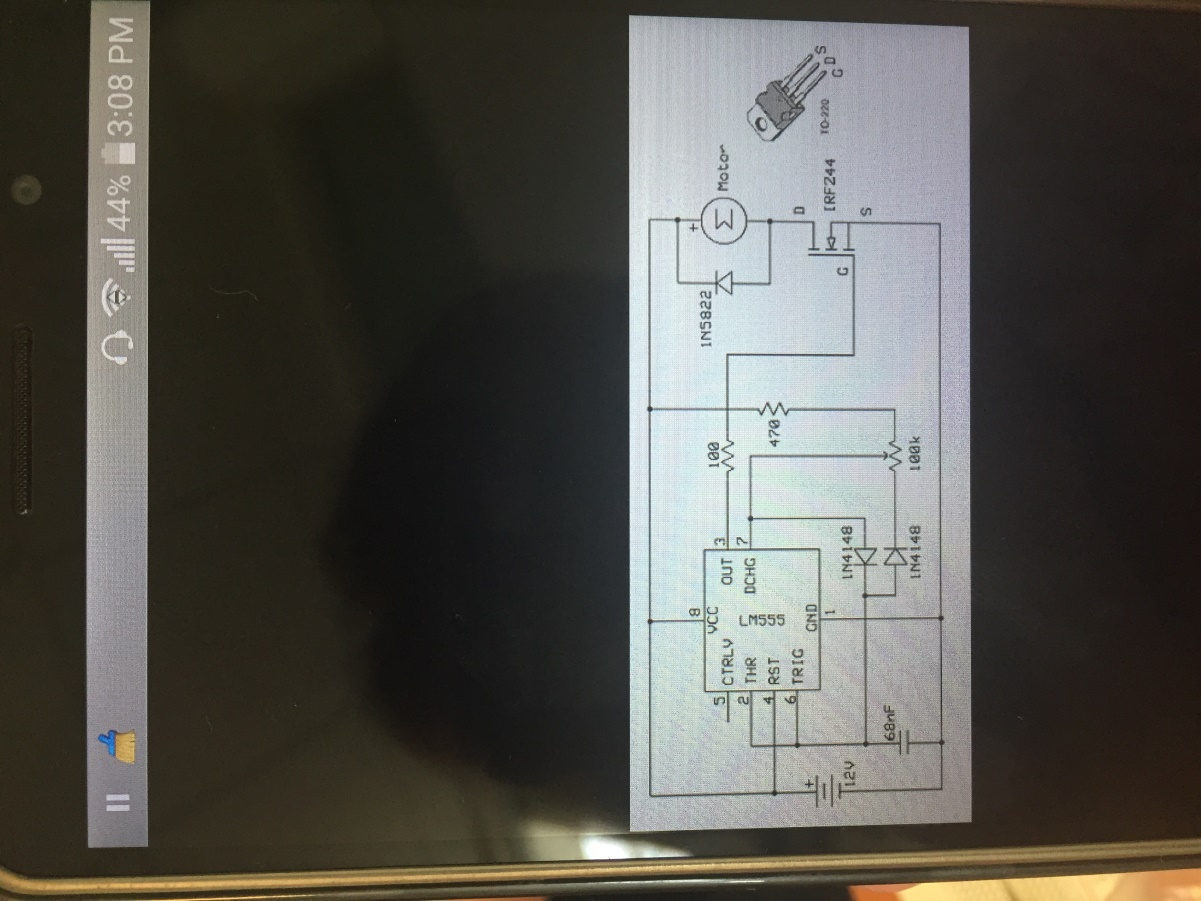 44% 3:08 PM
Motor
+
1N5822
D
IRFZ44
G
S
TO-220
G
D
S
100
470
100k
8
VCC
5
CTRLV
OUT
3
2
THR
DCHG
7
4
RST
LM555
6
TRIG
GND
1
1N4148
1N4148
68nF
+
12V